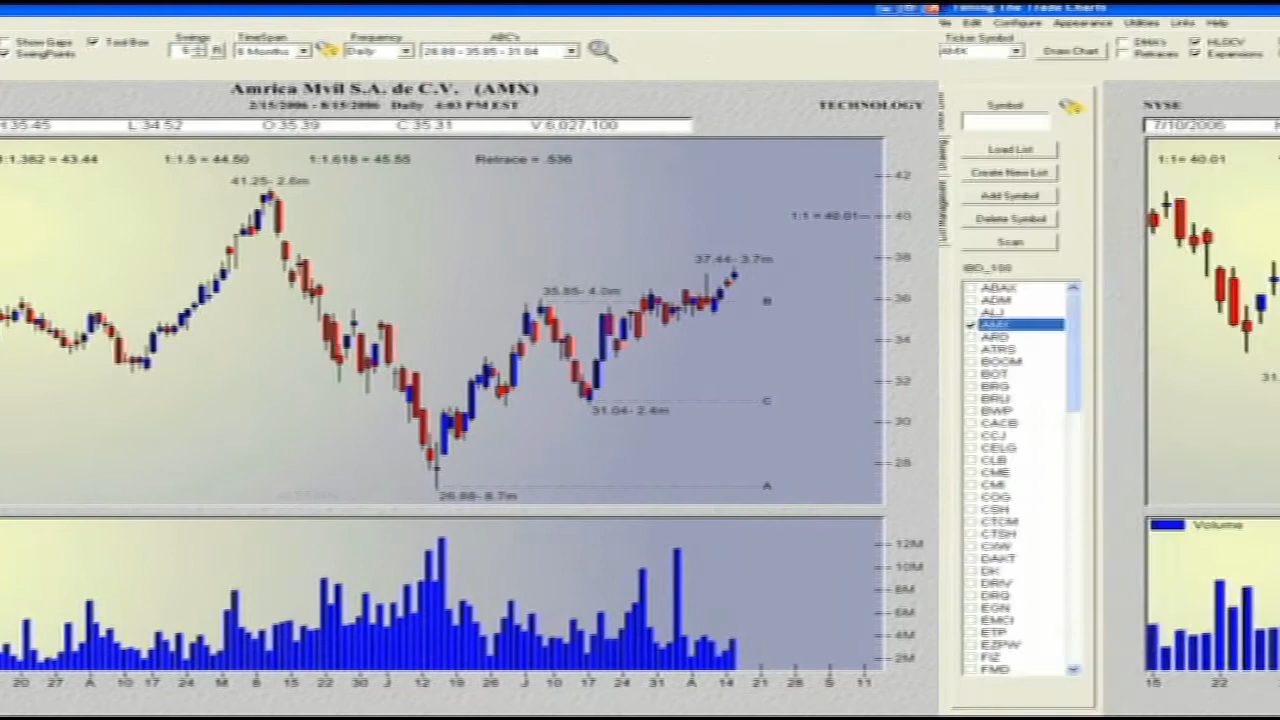 Timing The Trade Charts
Edit Configure Appearance Utilities Links Help
Show Gaps
SwingPoints
Tool Box
Swings
5
TimeSpan
6 Months
Frequency
Daily
ABC's
26.88 - 35.85 - 31.04
Ticker Symbol
AMX
Draw Chart
Retraces
HLOCV
Expansions
Amrica Mvil S.A. de C.V. (AMX)
2/15/2006 - 8/15/2006 Daily 4:03 PM EST
TECHNOLOGY
H 35.45 L 34.52 O 35.39 C 35.31 V 6,027,100
1:1.382 = 43.44 1:1.5 = 44.50 1:1.618 = 45.55 Retrace = .536
41.25- 2.6m
1:1 = 40.01
37.44- 3.7m
35.85- 4.0m
B
31.04- 2.4m
C
26.88- 8.7m
A
42
40
38
36
34
32
30
28
12M
10M
8M
6M
4M
2M
20 27 A 10 17 24 M 8 22 30 J 12 19 26 J 10 17 24 31 A 14 21 28 S 11
Symbol
Load List
Create New List
Add Symbol
Delete Symbol
Scan
IBD_100
ABAX
ADM
ALJ
AMX
ARD
ATRS
BOOM
BOT
BRG
BRU
BWP
CACB
CCJ
CELG
CLB
CME
CMI
COG
CSH
CTCM
CTSH
CXW
DAKT
DK
DRIV
DRQ
EGN
EMCI
ETP
EZPW
FIZ
FMD
NYSE
7/10/2006
1:1= 40.01
31.
Volume
15 22